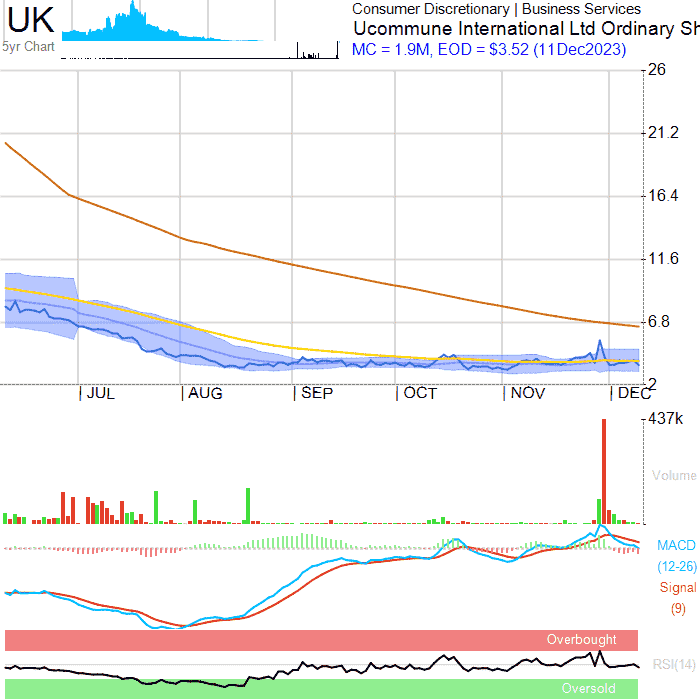 UK
5yr Chart
Consumer Discretionary | Business Services
Ucommune International Ltd Ordinary Sh
MC = 1.9M, EOD = $3.52 (11Dec2023)
26
21.2
16.4
11.6
6.8
2
JUL AUG SEP OCT NOV DEC
437k
Volume
MACD
(12-26)
Signal
(9)
Overbought
RSI(14)
Oversold